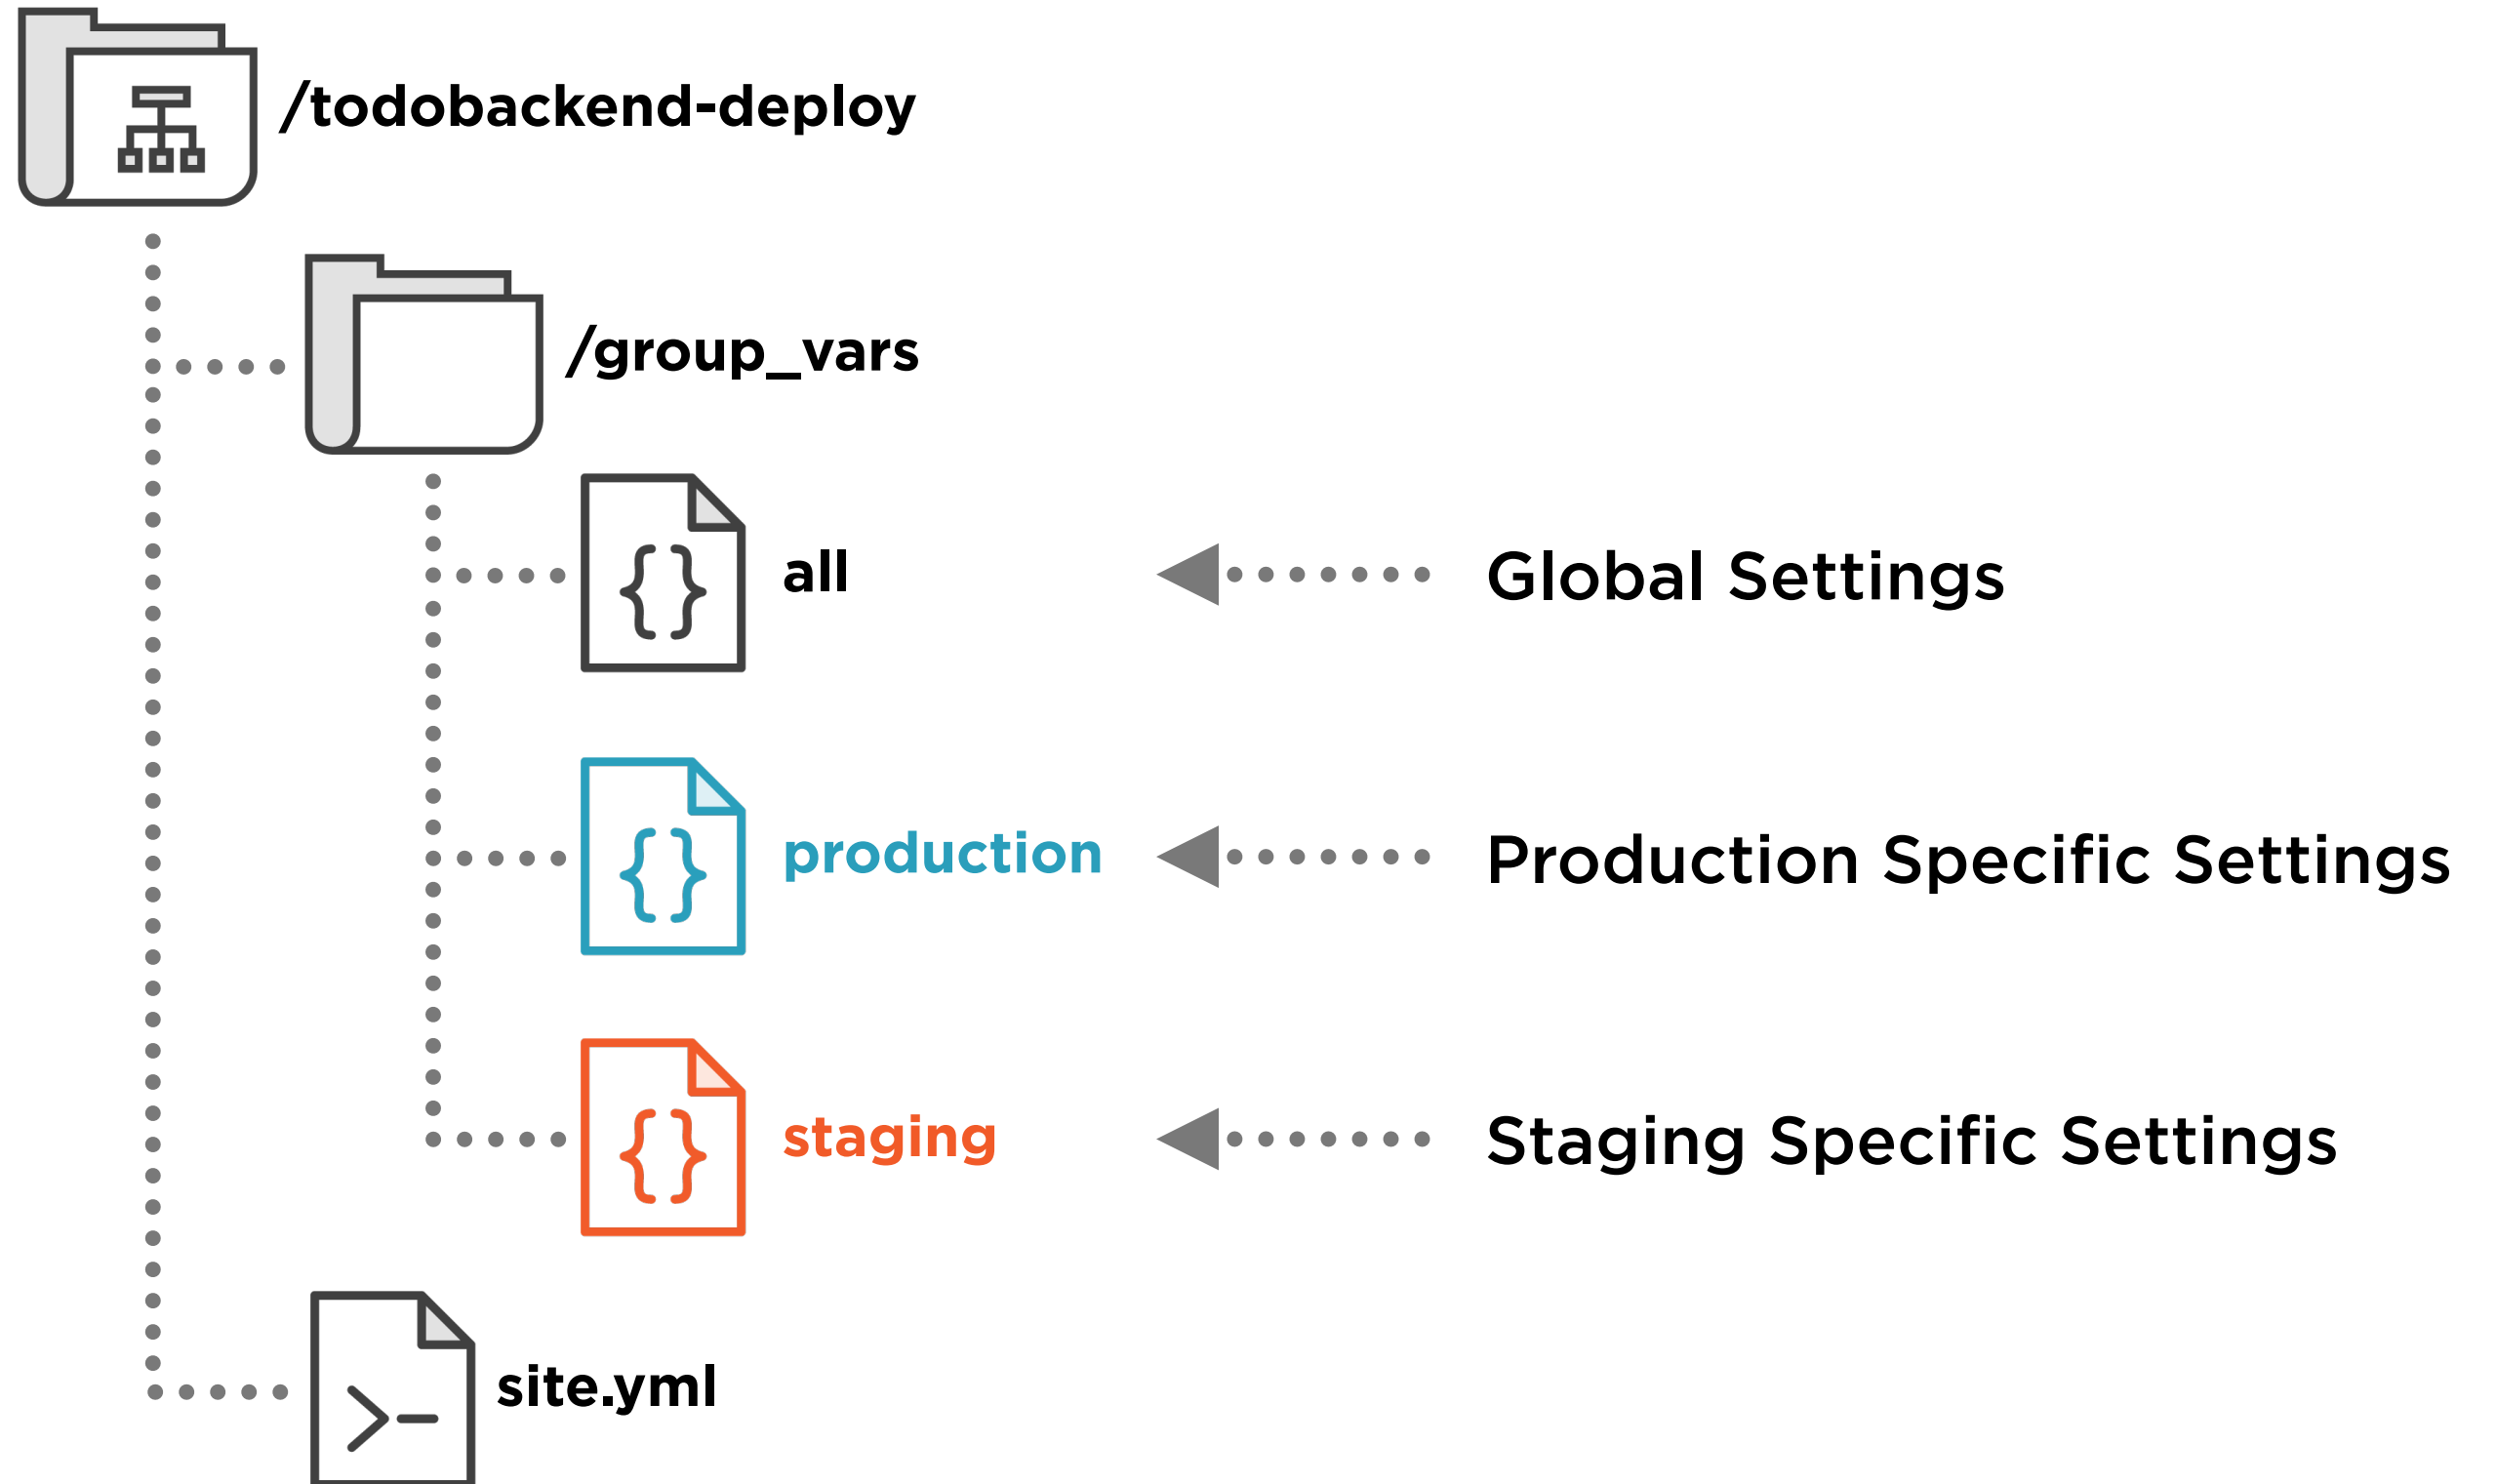 /todobackend-deploy
/group_vars
all
Global Settings
production
Production Specific Settings
staging
Staging Specific Settings
site.yml